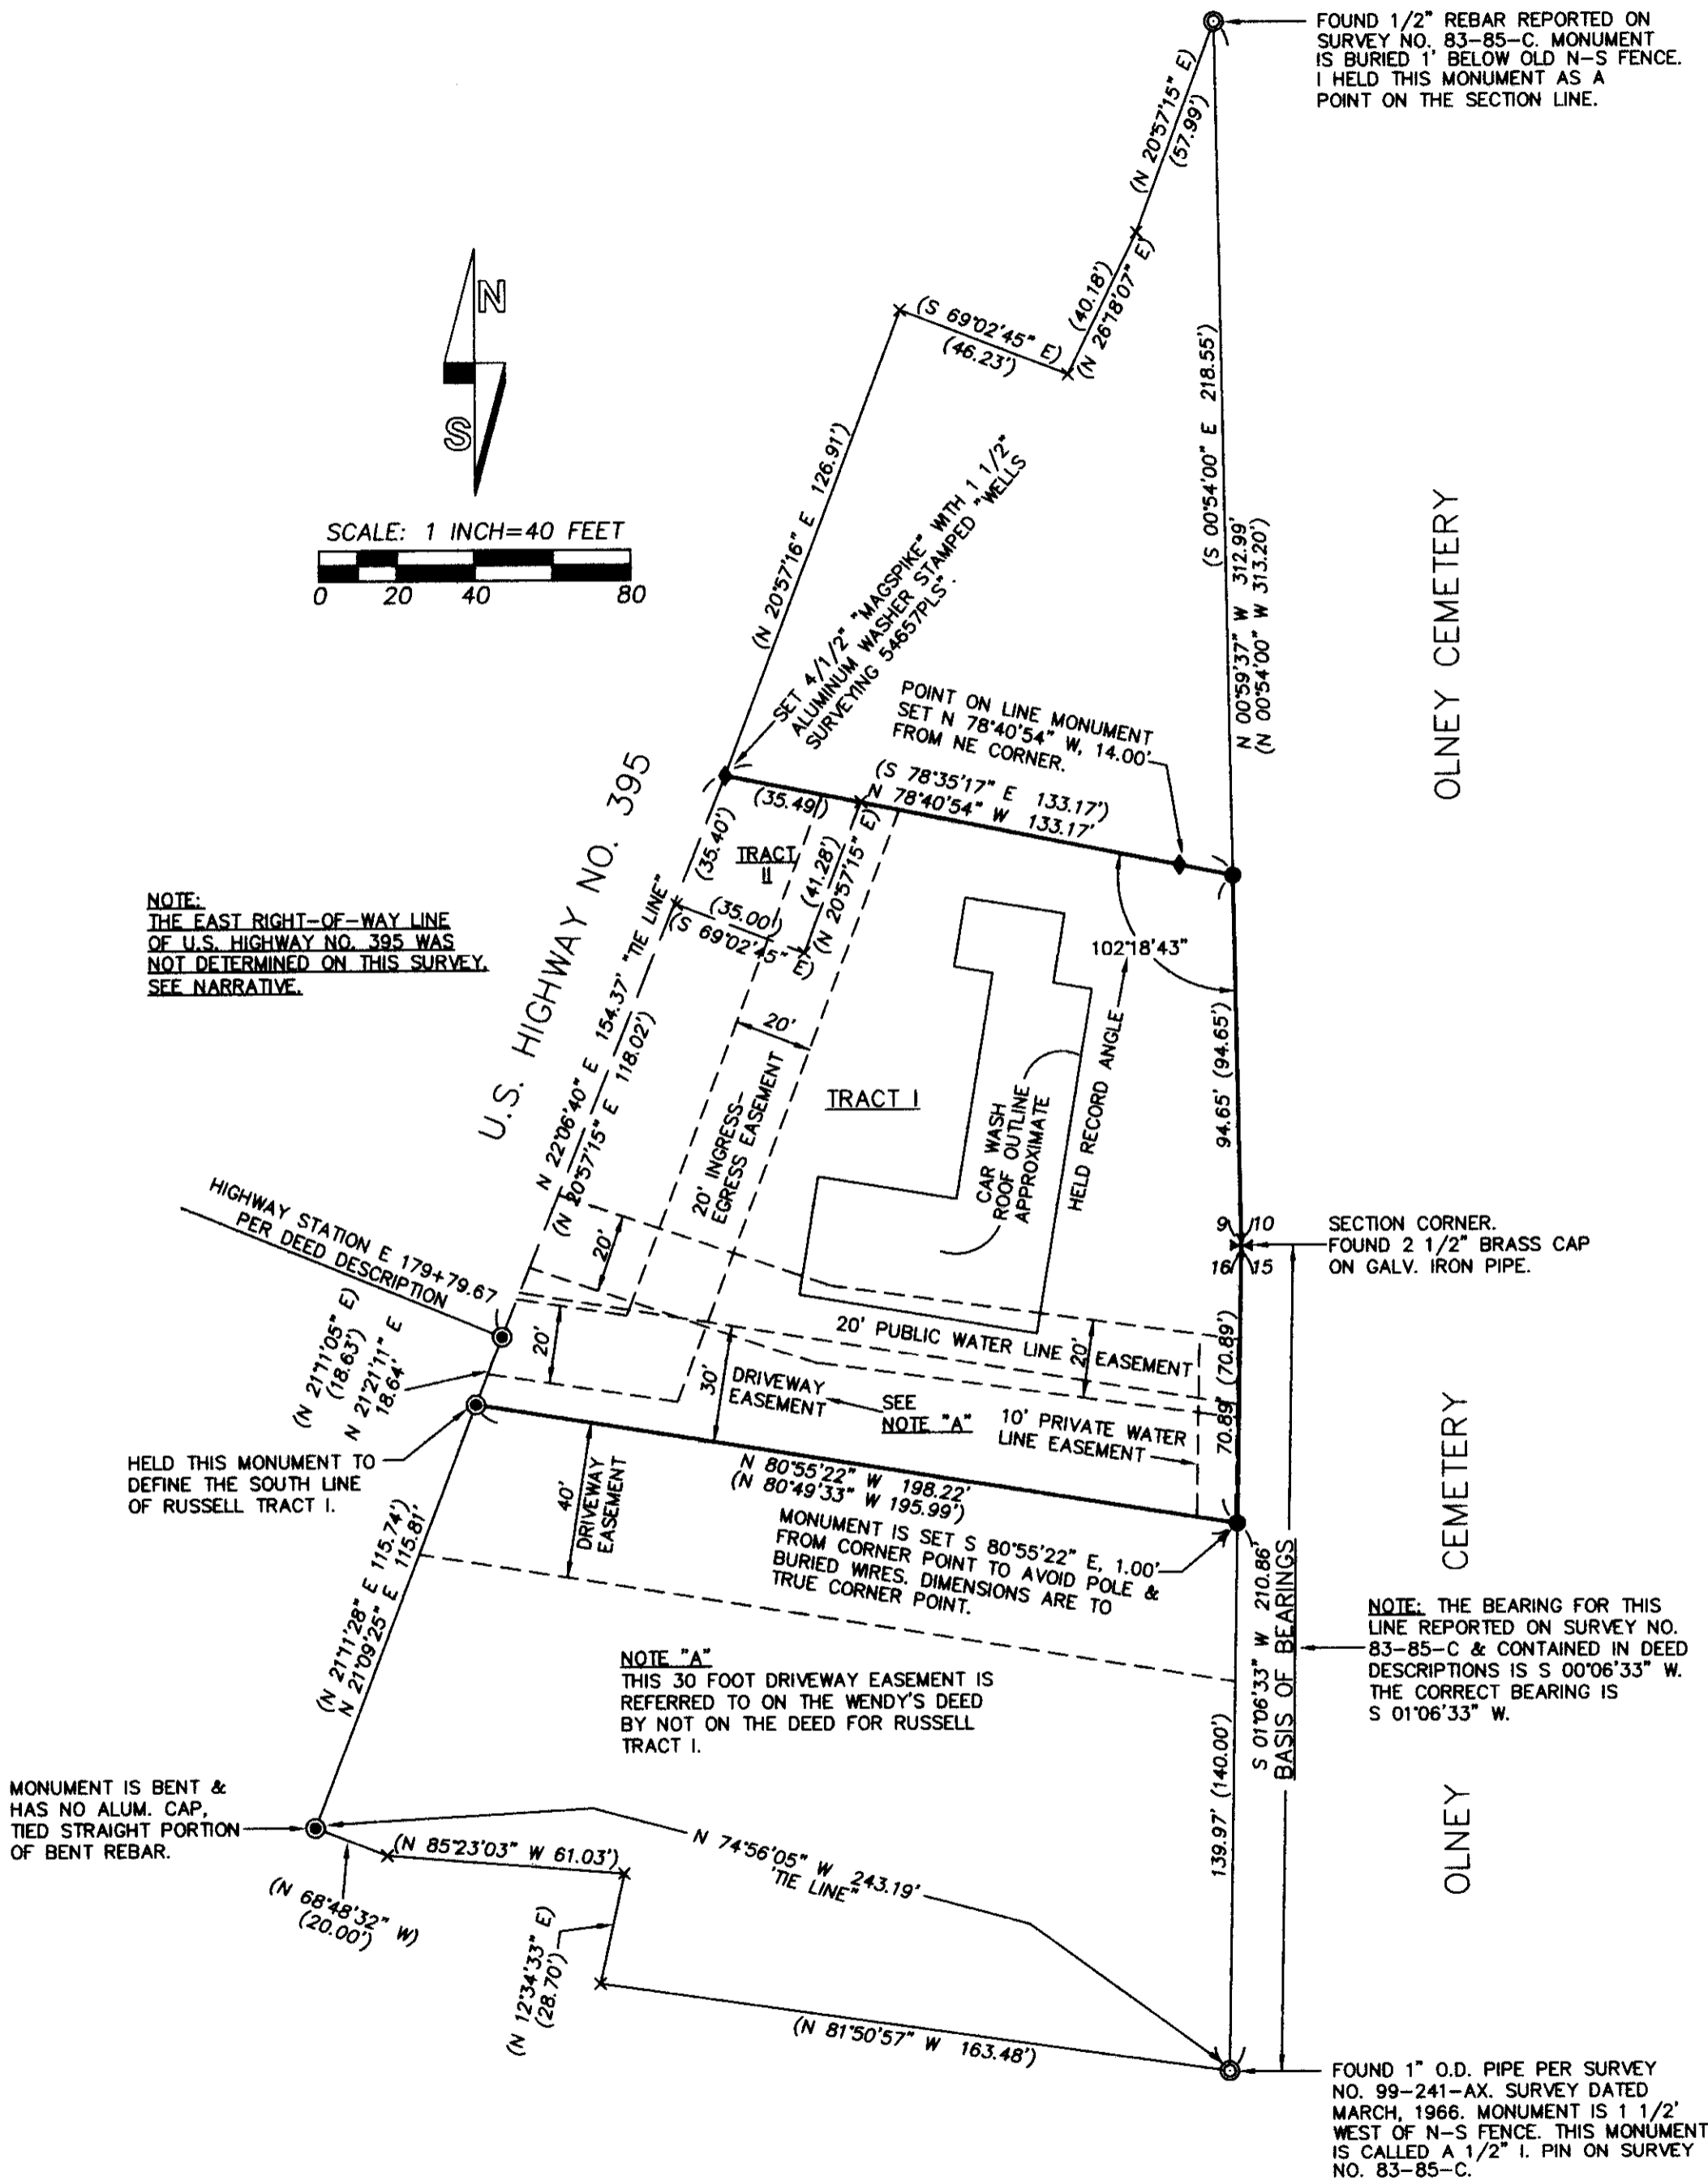 FOUND 1/2" REBAR REPORTED ON
SURVEY NO. 83-85-C. MONUMENT
IS BURIED 1' BELOW OLD N-S FENCE.
I HELD THIS MONUMENT AS A
POINT ON THE SECTION LINE.
(N 20°57'15" E)
(57.99')
(40.18')
(N 26°18'07" E)
(S 69°02'45" E)
(46.23')
N
S
SCALE: 1 INCH=40 FEET
0 20 40 80
(S 00°54'00" E 218.55')
N 00°59'37" W 312.99'
(N 00°54'00" W 313.20')
OLNEY CEMETERY
(N 20°57'16" E 126.91')
SET 4/1/2" "MAGSPIKE" WITH 1 1/2"
ALUMINUM WASHER STAMPED "WELLS
SURVEYING 54657PLS".
POINT ON LINE MONUMENT
SET N 78°40'54" W, 14.00'
FROM NE CORNER.
(S 78°35'17" E 133.17')
N 78°40'54" W 133.17'
U.S. HIGHWAY NO. 395
(35.49')
(35.40')
TRACT
II
(41.28')
(N 20°57'15" E)
(35.00')
(S 69°02'45" E)
NOTE:
THE EAST RIGHT-OF-WAY LINE
OF U.S. HIGHWAY NO. 395 WAS
NOT DETERMINED ON THIS SURVEY.
SEE NARRATIVE.
N 22°06'40" E 154.37' "TIE LINE"
(N 20°57'15" E 118.02')
20'
20' INGRESS-
EGRESS EASEMENT
TRACT I
102°18'43"
HELD RECORD ANGLE
CAR WASH
ROOF OUTLINE
APPROXIMATE
94.65' (94.65')
9 10
16 15
SECTION CORNER.
FOUND 2 1/2" BRASS CAP
ON GALV. IRON PIPE.
HIGHWAY STATION E 179+79.67
PER DEED DESCRIPTION
20'
(N 21°11'05" E)
(18.63')
N 21°21'11" E
18.64'
20'
30'
20' PUBLIC WATER LINE EASEMENT
20'
70.89' (70.89')
DRIVEWAY
EASEMENT
SEE
NOTE "A"
10' PRIVATE WATER
LINE EASEMENT
HELD THIS MONUMENT TO
DEFINE THE SOUTH LINE
OF RUSSELL TRACT I.
40'
DRIVEWAY
EASEMENT
N 80°55'22" W 198.22'
(N 80°49'33" W 195.99')
MONUMENT IS SET S 80°55'22" E, 1.00'
FROM CORNER POINT TO AVOID POLE &
BURIED WIRES. DIMENSIONS ARE TO
TRUE CORNER POINT.
(N 21°11'28" E 115.74')
N 21°09'25" E 115.81'
S 01°06'33" W 210.86'
BASIS OF BEARINGS
NOTE: THE BEARING FOR THIS
LINE REPORTED ON SURVEY NO.
83-85-C & CONTAINED IN DEED
DESCRIPTIONS IS S 00°06'33" W.
THE CORRECT BEARING IS
S 01°06'33" W.
OLNEY CEMETERY
NOTE "A"
THIS 30 FOOT DRIVEWAY EASEMENT IS
REFERRED TO ON THE WENDY'S DEED
BY NOT ON THE DEED FOR RUSSELL
TRACT I.
139.97' (140.00')
MONUMENT IS BENT &
HAS NO ALUM. CAP,
TIED STRAIGHT PORTION
OF BENT REBAR.
(N 85°23'03" W 61.03')
N 74°56'05" W 243.19'
'TIE LINE"
(N 68°48'32" W)
(20.00')
(N 12°34'33" E)
(28.70')
(N 81°50'57" W 163.48')
FOUND 1" O.D. PIPE PER SURVEY
NO. 99-241-AX. SURVEY DATED
MARCH, 1966. MONUMENT IS 1 1/2'
WEST OF N-S FENCE. THIS MONUMENT
IS CALLED A 1/2" I. PIN ON SURVEY
NO. 83-85-C.